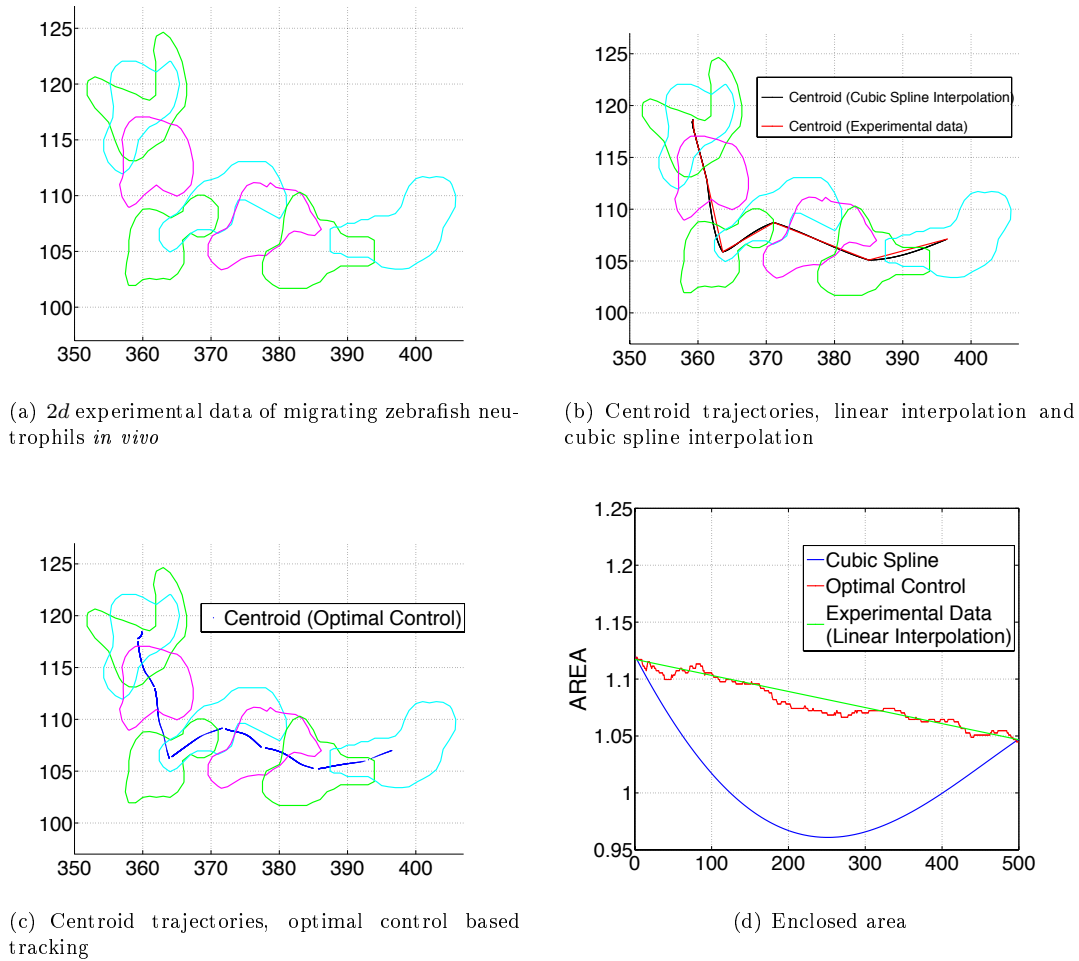 125
120
115
110
105
100
350 360 370 380 390 400
(a) 2d experimental data of migrating zebrafish neu-
trophils in vivo
125
120
115
110
105
100
350 360 370 380 390 400
Centroid (Cubic Spline Interpolation)
Centroid (Experimental data)
(b) Centroid trajectories, linear interpolation and
cubic spline interpolation
125
120
115
110
105
100
350 360 370 380 390 400
Centroid (Optimal Control)
(c) Centroid trajectories, optimal control based
tracking
1.25
1.2
1.15
1.1
1.05
1
0.95
AREA
0 100 200 300 400 500
Cubic Spline
Optimal Control
Experimental Data
(Linear Interpolation)
(d) Enclosed area